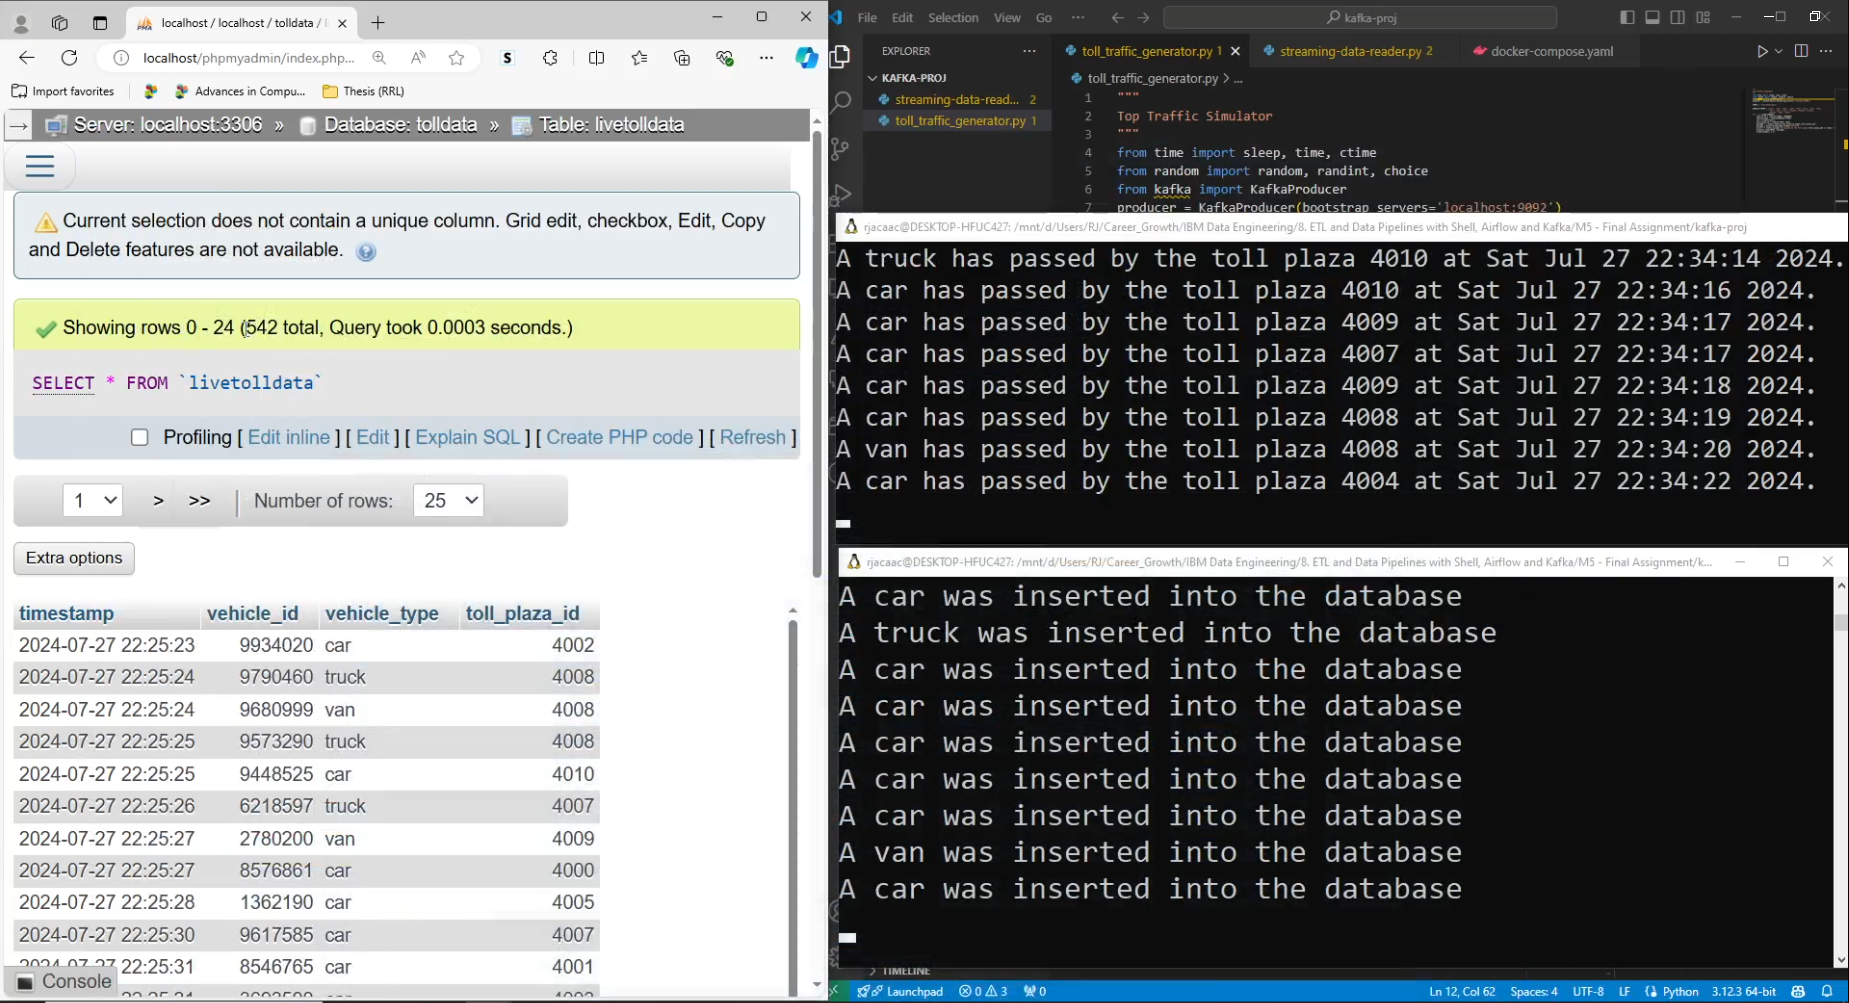 localhost / localhost / tolldata / l
localhost/phpmyadmin/index.php...
Import favorites
Advances in Compu...
Thesis (RRL)
Server: localhost:3306 » Database: tolldata » Table: livetolldata
Current selection does not contain a unique column. Grid edit, checkbox, Edit, Copy
and Delete features are not available.
Showing rows 0 - 24 (542 total, Query took 0.0003 seconds.)
SELECT * FROM `livetolldata`
Profiling [ Edit inline ] [ Edit ] [ Explain SQL ] [ Create PHP code ] [ Refresh ]
1 > >> Number of rows: 25
Extra options
timestamp vehicle_id vehicle_type toll_plaza_id
2024-07-27 22:25:23 9934020 car 4002
2024-07-27 22:25:24 9790460 truck 4008
2024-07-27 22:25:24 9680999 van 4008
2024-07-27 22:25:25 9573290 truck 4008
2024-07-27 22:25:25 9448525 car 4010
2024-07-27 22:25:26 6218597 truck 4007
2024-07-27 22:25:27 2780200 van 4009
2024-07-27 22:25:27 8576861 car 4000
2024-07-27 22:25:28 1362190 car 4005
2024-07-27 22:25:30 9617585 car 4007
2024-07-27 22:25:31 8546765 car 4001
Console
File Edit Selection View Go ... kafka-proj
EXPLORER ...
KAFKA-PROJ
streaming-data-read... 2
toll_traffic_generator.py 1
toll_traffic_generator.py 1
streaming-data-reader.py 2
docker-compose.yaml
toll_traffic_generator.py > ...
1 """
2 Top Traffic Simulator
3 """
4 from time import sleep, time, ctime
5 from random import random, randint, choice
6 from kafka import KafkaProducer
7 producer = KafkaProducer(bootstrap_servers='localhost:9092')
rjacaac@DESKTOP-HFUC427: /mnt/d/Users/RJ/Career_Growth/IBM Data Engineering/8. ETL and Data Pipelines with Shell, Airflow and Kafka/M5 - Final Assignment/kafka-proj
A truck has passed by the toll plaza 4010 at Sat Jul 27 22:34:14 2024.
A car has passed by the toll plaza 4010 at Sat Jul 27 22:34:16 2024.
A car has passed by the toll plaza 4009 at Sat Jul 27 22:34:17 2024.
A car has passed by the toll plaza 4007 at Sat Jul 27 22:34:17 2024.
A car has passed by the toll plaza 4009 at Sat Jul 27 22:34:18 2024.
A car has passed by the toll plaza 4008 at Sat Jul 27 22:34:19 2024.
A van has passed by the toll plaza 4008 at Sat Jul 27 22:34:20 2024.
A car has passed by the toll plaza 4004 at Sat Jul 27 22:34:22 2024.
rjacaac@DESKTOP-HFUC427: /mnt/d/Users/RJ/Career_Growth/IBM Data Engineering/8. ETL and Data Pipelines with Shell, Airflow and Kafka/M5 - Final Assignment/k...
A car was inserted into the database
A truck was inserted into the database
A car was inserted into the database
A car was inserted into the database
A car was inserted into the database
A car was inserted into the database
A car was inserted into the database
A van was inserted into the database
A car was inserted into the database
TIMELINE
Launchpad 0 3 0 Ln 12, Col 62 Spaces: 4 UTF-8 LF Python 3.12.3 64-bit